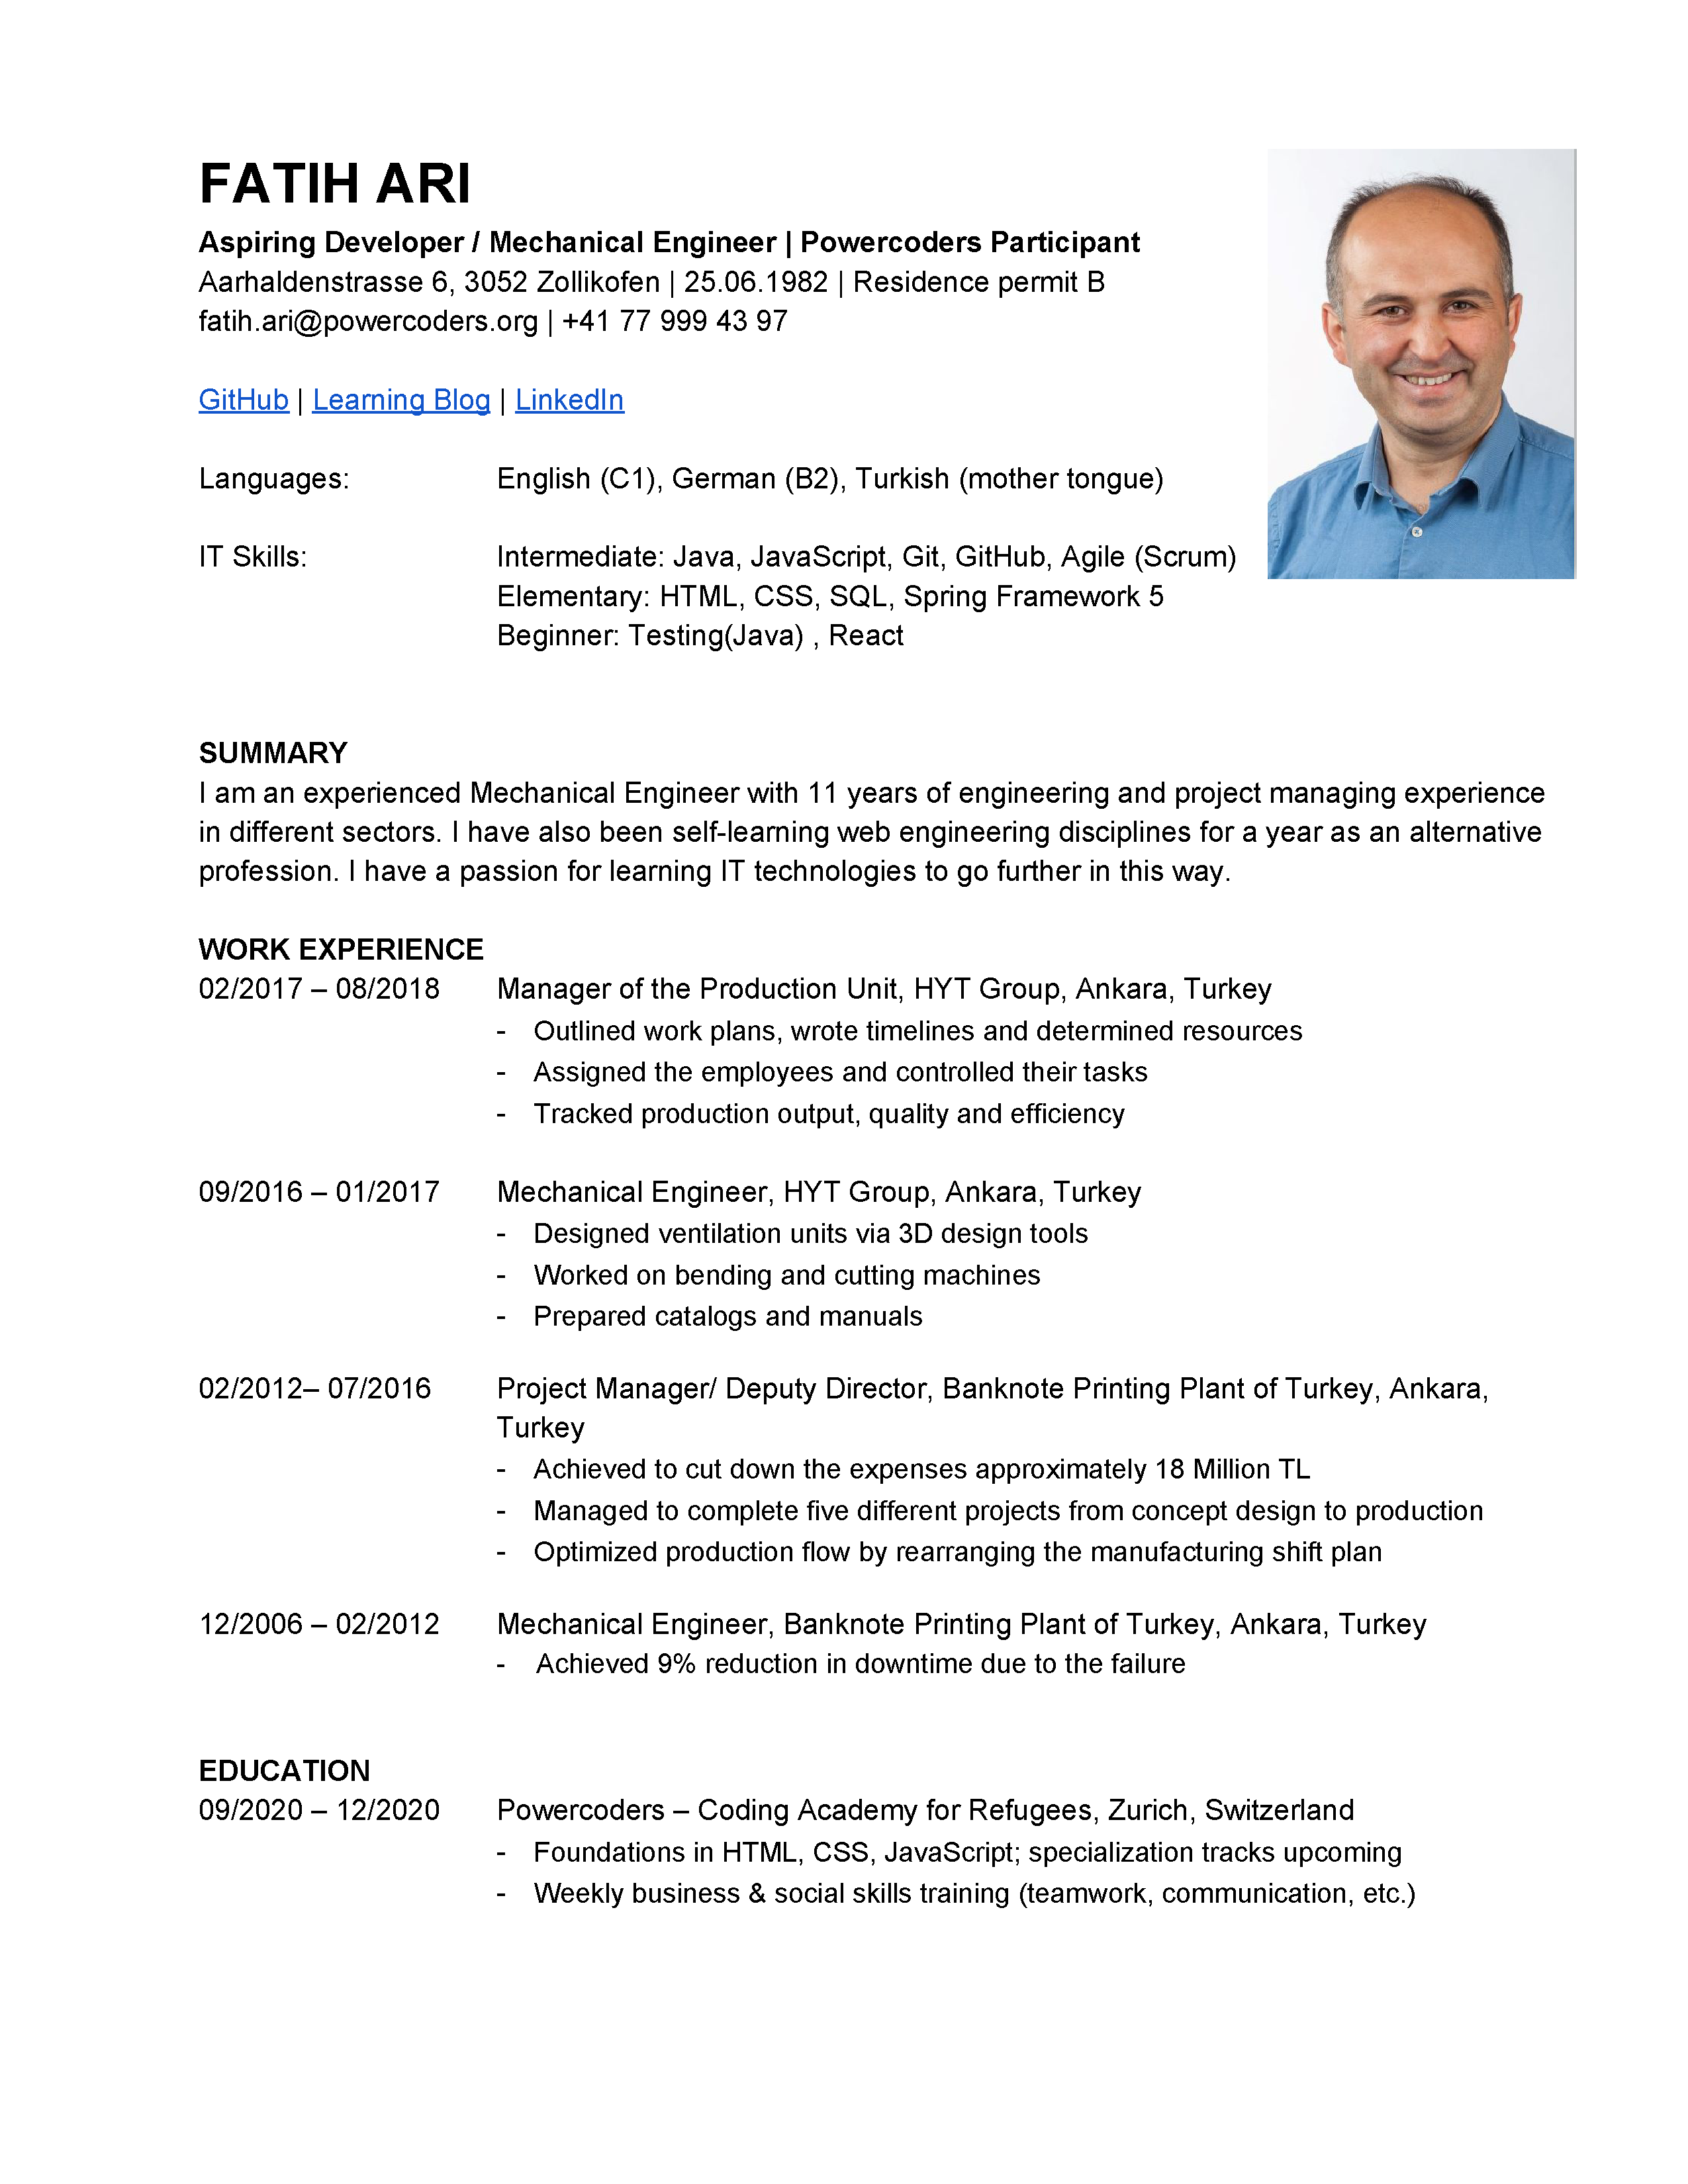 FATIH ARI
Aspiring Developer / Mechanical Engineer | Powercoders Participant
Aarhaldenstrasse 6, 3052 Zollikofen | 25.06.1982 | Residence permit B
fatih.ari@powercoders.org | +41 77 999 43 97
GitHub | Learning Blog | LinkedIn
Languages: English (C1), German (B2), Turkish (mother tongue)
IT Skills: Intermediate: Java, JavaScript, Git, GitHub, Agile (Scrum)
Elementary: HTML, CSS, SQL, Spring Framework 5
Beginner: Testing(Java) , React
SUMMARY
I am an experienced Mechanical Engineer with 11 years of engineering and project managing experience
in different sectors. I have also been self-learning web engineering disciplines for a year as an alternative
profession. I have a passion for learning IT technologies to go further in this way.
WORK EXPERIENCE
02/2017 – 08/2018 Manager of the Production Unit, HYT Group, Ankara, Turkey
- Outlined work plans, wrote timelines and determined resources
- Assigned the employees and controlled their tasks
- Tracked production output, quality and efficiency
09/2016 – 01/2017 Mechanical Engineer, HYT Group, Ankara, Turkey
- Designed ventilation units via 3D design tools
- Worked on bending and cutting machines
- Prepared catalogs and manuals
02/2012– 07/2016 Project Manager/ Deputy Director, Banknote Printing Plant of Turkey, Ankara,
Turkey
- Achieved to cut down the expenses approximately 18 Million TL
- Managed to complete five different projects from concept design to production
- Optimized production flow by rearranging the manufacturing shift plan
12/2006 – 02/2012 Mechanical Engineer, Banknote Printing Plant of Turkey, Ankara, Turkey
- Achieved 9% reduction in downtime due to the failure
EDUCATION
09/2020 – 12/2020 Powercoders – Coding Academy for Refugees, Zurich, Switzerland
- Foundations in HTML, CSS, JavaScript; specialization tracks upcoming
- Weekly business & social skills training (teamwork, communication, etc.)